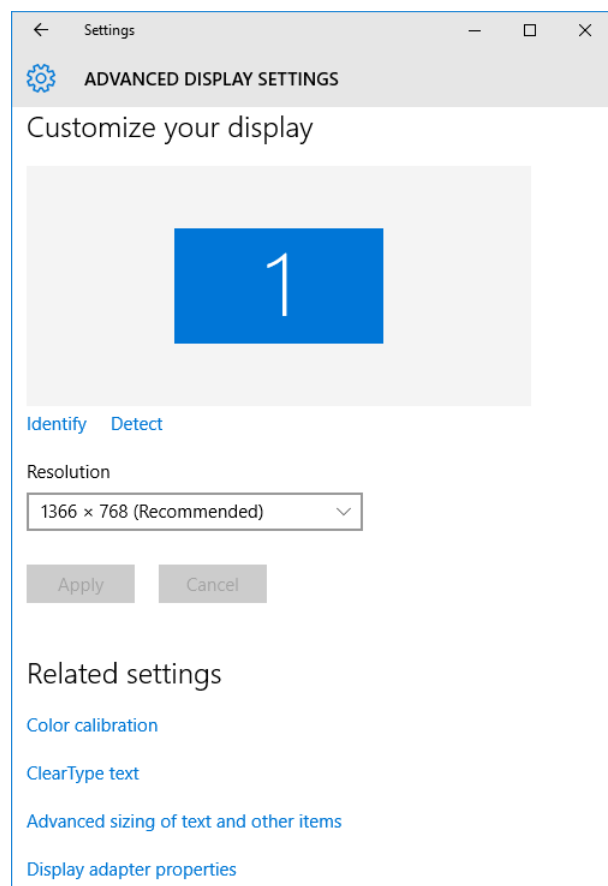 Settings
ADVANCED DISPLAY SETTINGS
Customize your display
1
Identify Detect
Resolution
1366 × 768 (Recommended)
Apply Cancel
Related settings
Color calibration
ClearType text
Advanced sizing of text and other items
Display adapter properties